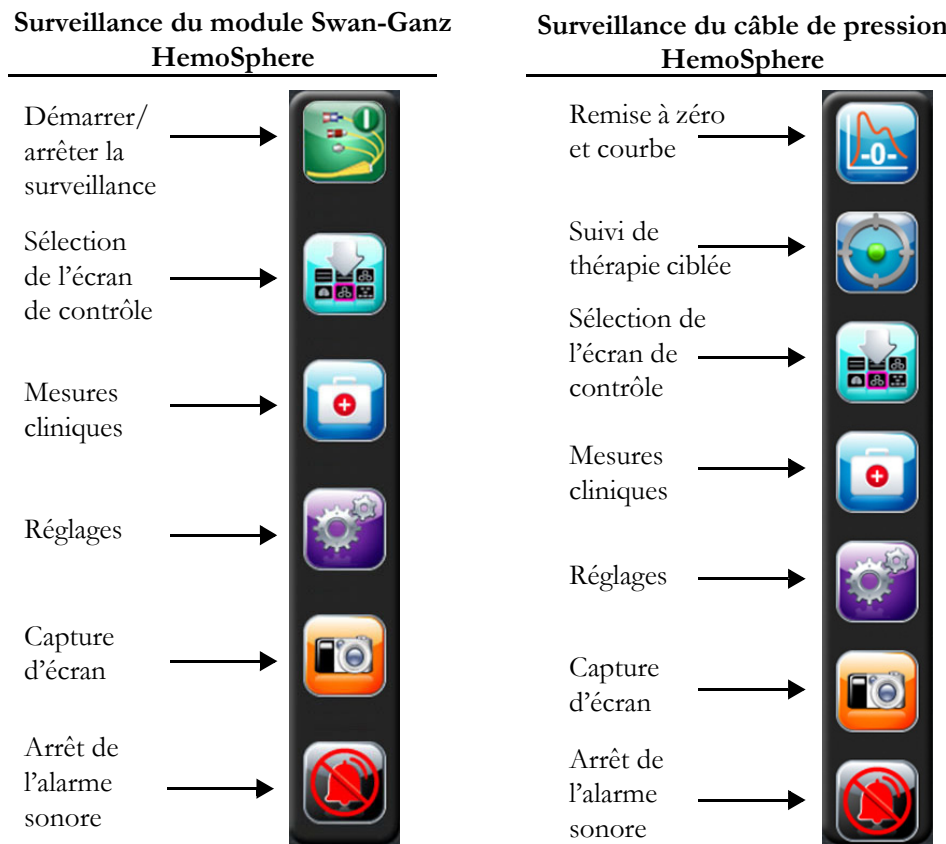 Surveillance du module Swan-Ganz
HemoSphere
Démarrer/
arrêter la
surveillance
Sélection
de l'écran
de contrôle
Mesures
cliniques
Réglages
Capture
d'écran
Arrêt de
l'alarme
sonore
Surveillance du câble de pression
HemoSphere
Remise à zéro
et courbe
-0-
Suivi de
thérapie ciblée
Sélection de
l'écran de
contrôle
Mesures
cliniques
Réglages
Capture
d'écran
Arrêt de
l'alarme
sonore